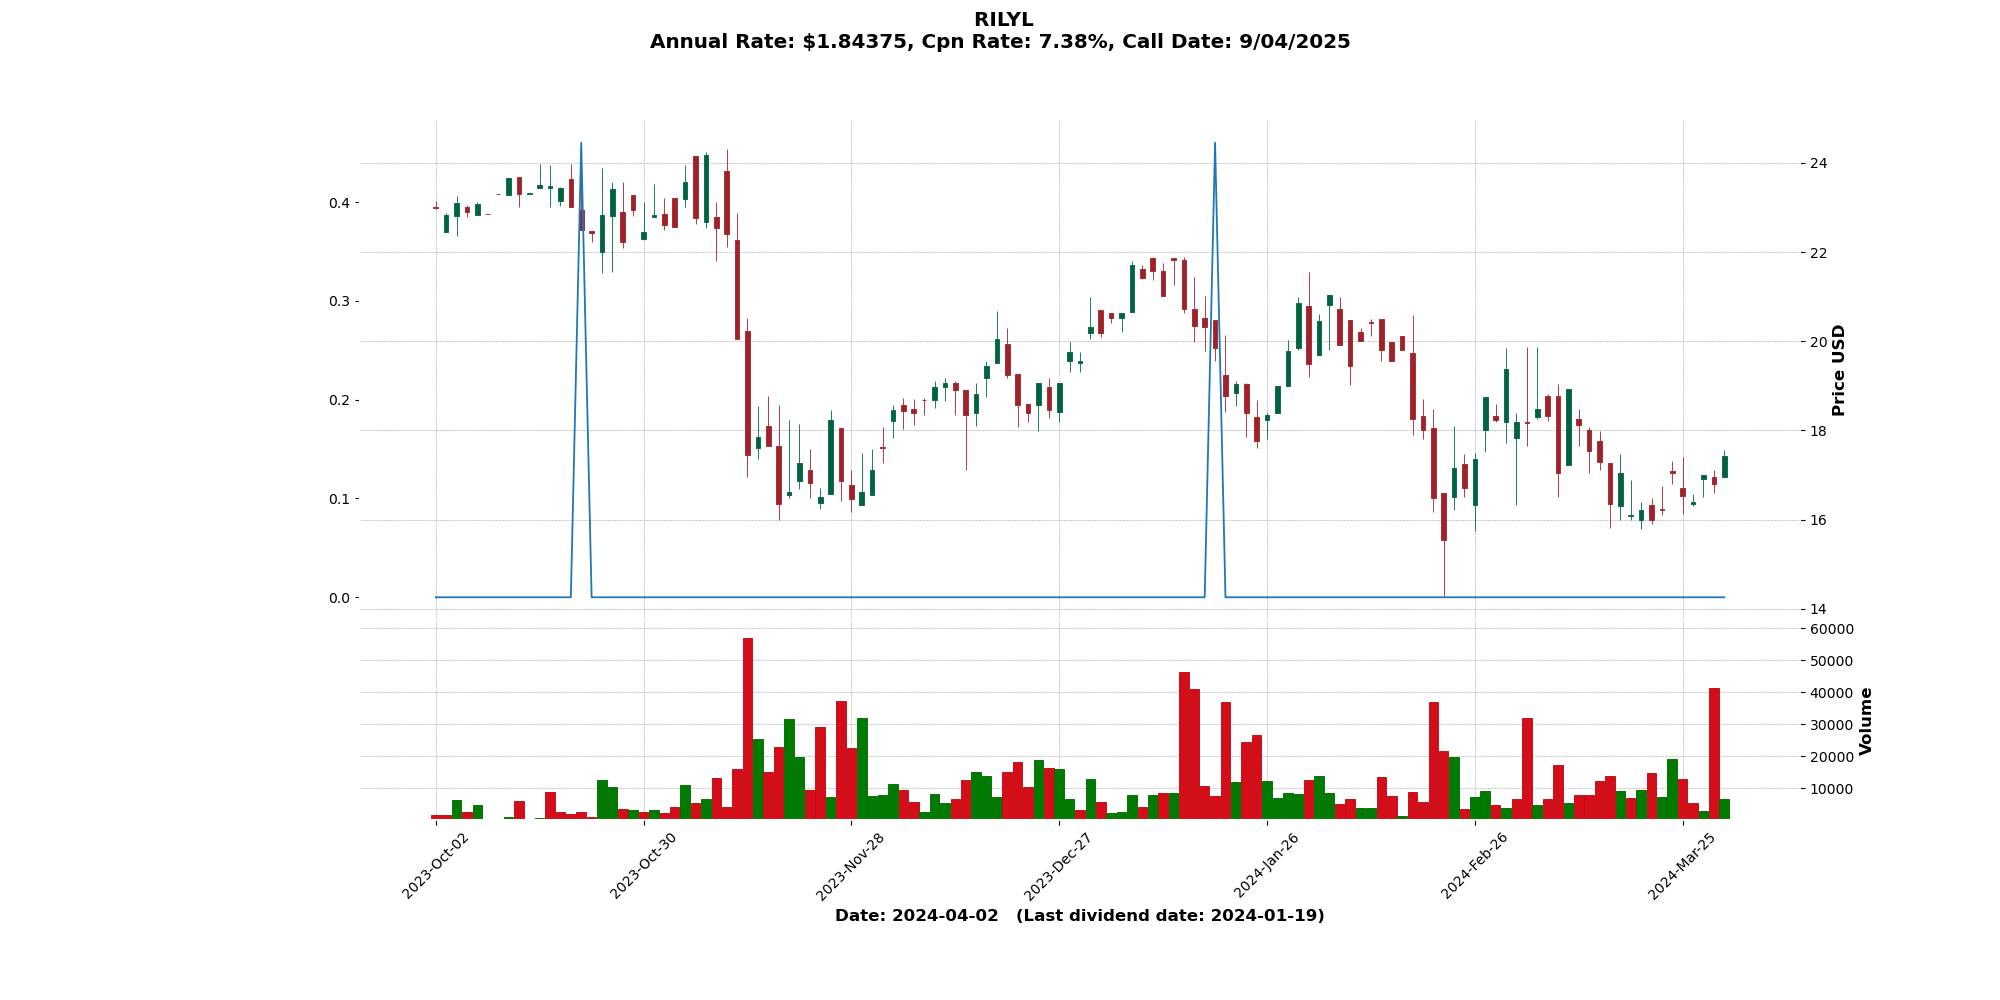 RILYL
Annual Rate: $1.84375, Cpn Rate: 7.38%, Call Date: 9/04/2025
0.4
0.3
0.2
0.1
0.0
24
22
20
18
16
14
Price USD
60000
50000
40000
30000
20000
10000
Volume
2023-Oct-02
2023-Oct-30
2023-Nov-28
2023-Dec-27
2024-Jan-26
2024-Feb-26
2024-Mar-25
Date: 2024-04-02   (Last dividend date: 2024-01-19)